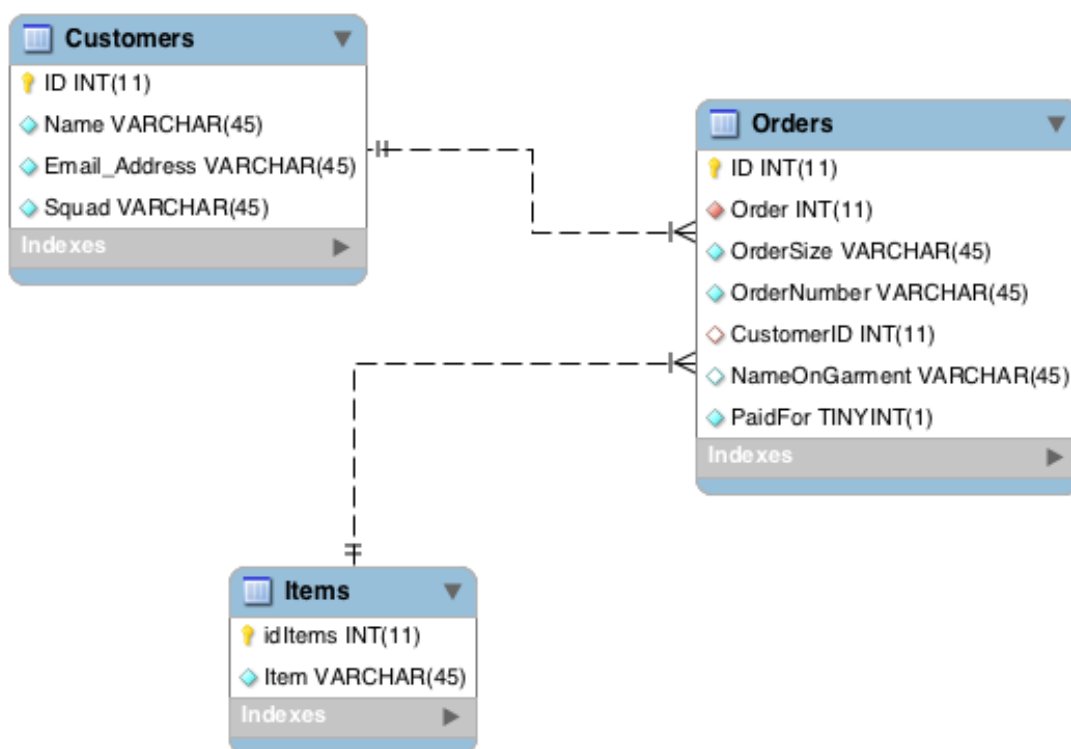 Customers
ID INT(11)
Name VARCHAR(45)
Email_Address VARCHAR(45)
Squad VARCHAR(45)
Indexes
Orders
ID INT(11)
Order INT(11)
OrderSize VARCHAR(45)
OrderNumber VARCHAR(45)
CustomerID INT(11)
NameOnGarment VARCHAR(45)
PaidFor TINYINT(1)
Indexes
Items
idItems INT(11)
Item VARCHAR(45)
Indexes